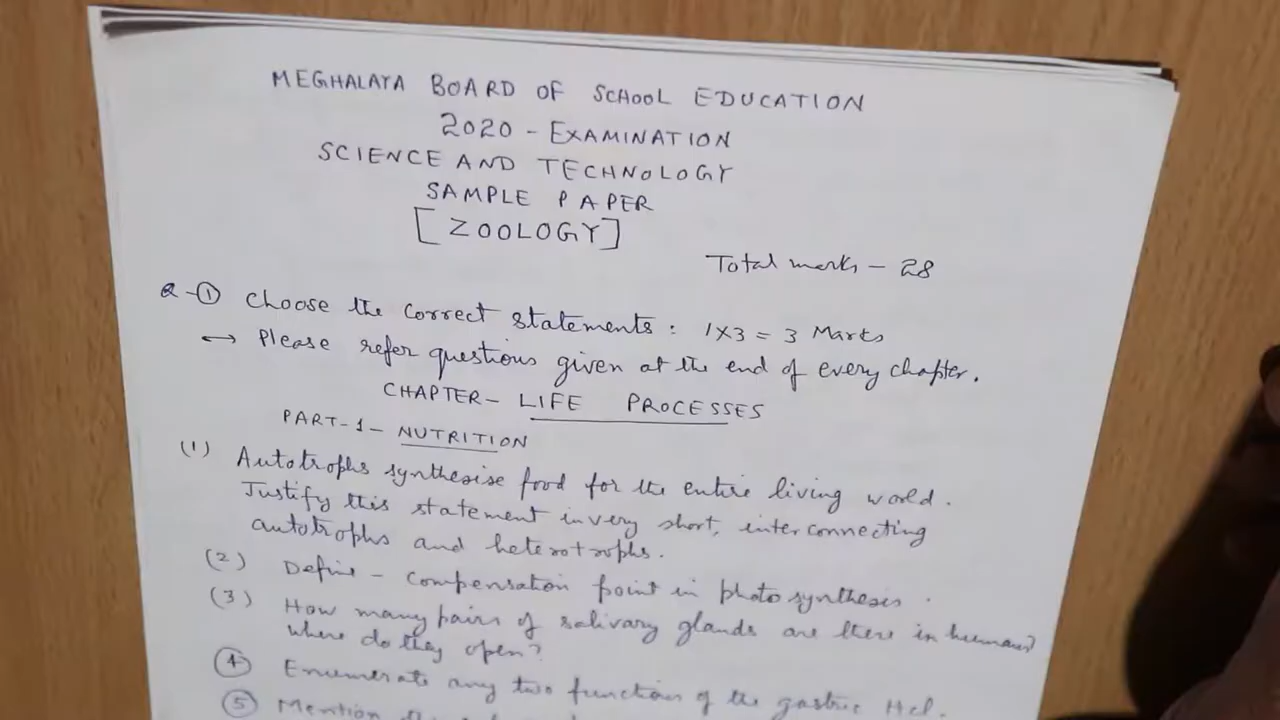 MEGHALAYA BOARD OF SCHOOL EDUCATION
2020 - EXAMINATION
SCIENCE AND TECHNOLOGY
SAMPLE PAPER
[ZOOLOGY]
Total marks - 28
Q-① Choose the correct statements: 1X3 = 3 Marks
→ Please refer questions given at the end of every chapter.
CHAPTER- LIFE PROCESSES
PART-1- NUTRITION
(1) Autotrophs synthesise food for the entire living world.
Justify this statement in very short, interconnecting
autotrophs and heterotrophs.
(2) Define - compensation point in photosynthesis.
(3) How many pairs of salivary glands are there in humans?
Where do they open?
④ Enumerate any two functions of the gastric Hcl.
⑤ Mention